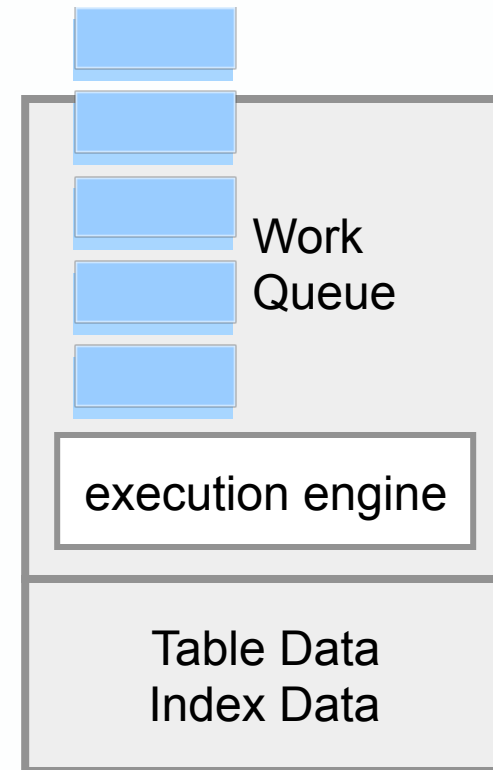 Work
Queue
execution engine
Table Data
Index Data